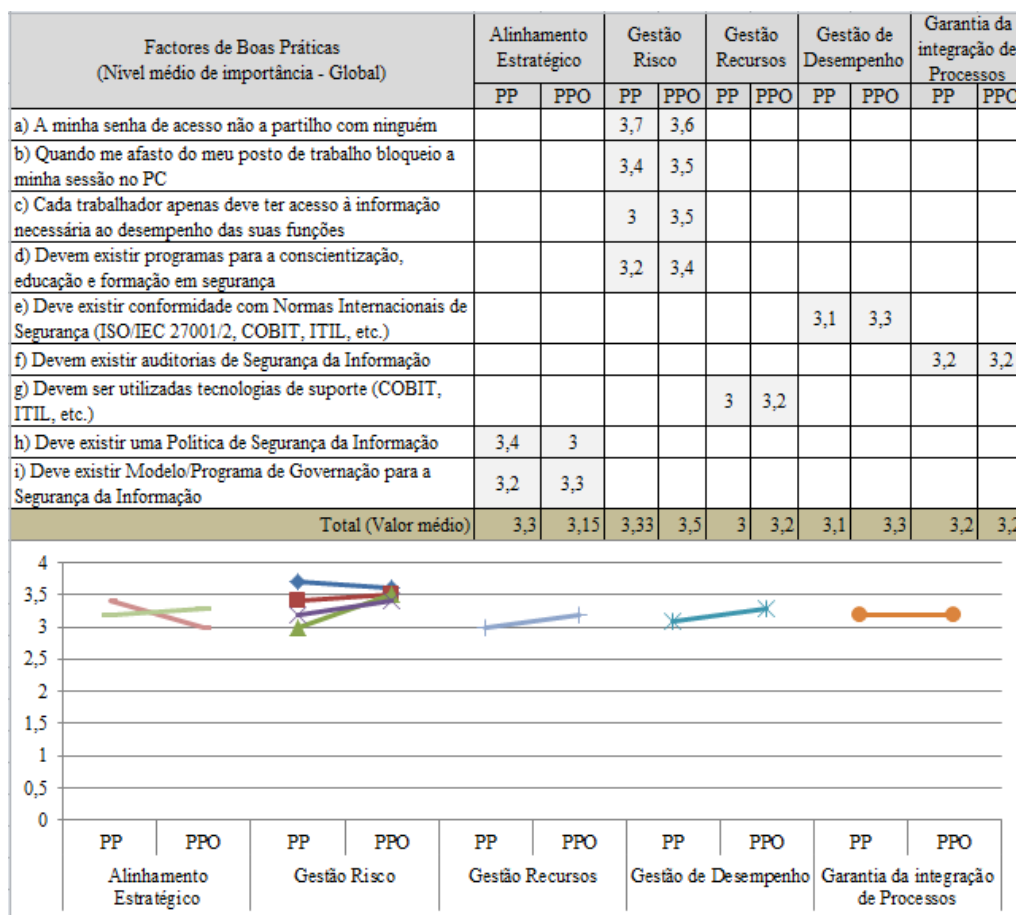 Factores de Boas Práticas
(Nivel médio de importância - Global)
Alinhamento
Estratégico
Gestão
Risco
Gestão
Recursos
Gestão de
Desempenho
Garantia da
integração de
Processos
PP PPO PP PPO PP PPO PP PPO PP PPO
a) A minha senha de acesso não a partilho com ninguém 3,7 3,6
b) Quando me afasto do meu posto de trabalho bloqueio a
minha sessão no PC 3,4 3,5
c) Cada trabalhador apenas deve ter acesso à informação
necessária ao desempenho das suas funções 3 3,5
d) Devem existir programas para a conscientização,
educação e formação em segurança 3,2 3,4
e) Deve existir conformidade com Normas Internacionais de
Segurança (ISO/IEC 27001/2, COBIT, ITIL, etc.) 3,1 3,3
f) Devem existir auditorias de Segurança da Informação 3,2 3,2
g) Devem ser utilizadas tecnologias de suporte (COBIT,
ITIL, etc.) 3 3,2
h) Deve existir uma Politica de Segurança da Informação 3,4 3
i) Deve existir Modelo/Programa de Governação para a
Segurança da Informação 3,2 3,3
Total (Valor médio) 3,3 3,15 3,33 3,5 3 3,2 3,1 3,3 3,2 3,2
4
3,5
3
2,5
2
1,5
1
0,5
0
PP PPO PP PPO PP PPO PP PPO PP PPO
Alinhamento
Estratégico
Gestão Risco
Gestão Recursos
Gestão de Desempenho
Garantia da integração
de Processos